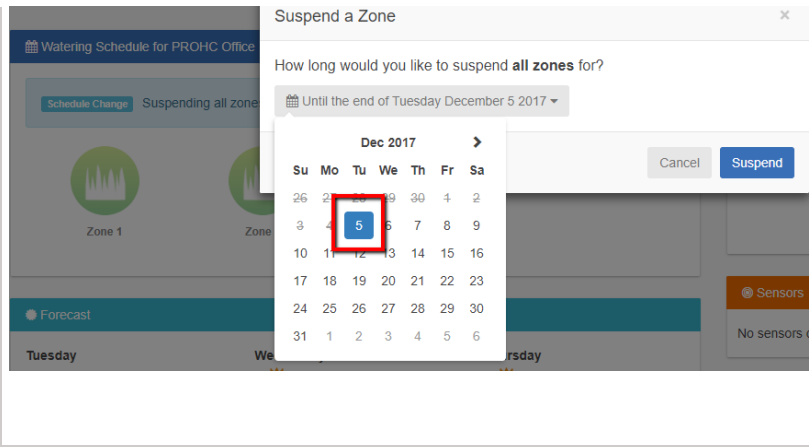 Suspend a Zone
×
Watering Schedule for PROHC Office
How long would you like to suspend all zones for?
Schedule Change Suspending all zone
Until the end of Tuesday December 5 2017
Dec 2017
Cancel Suspend
Su Mo Tu We Th Fr Sa
26 27 28 29 30 1 2
3 4 5 6 7 8 9
10 11 12 13 14 15 16
17 18 19 20 21 22 23
24 25 26 27 28 29 30
31 1 2 3 4 5 6
Zone 1
Zone
Sensors
No sensors
Forecast
Tuesday
We
rsday